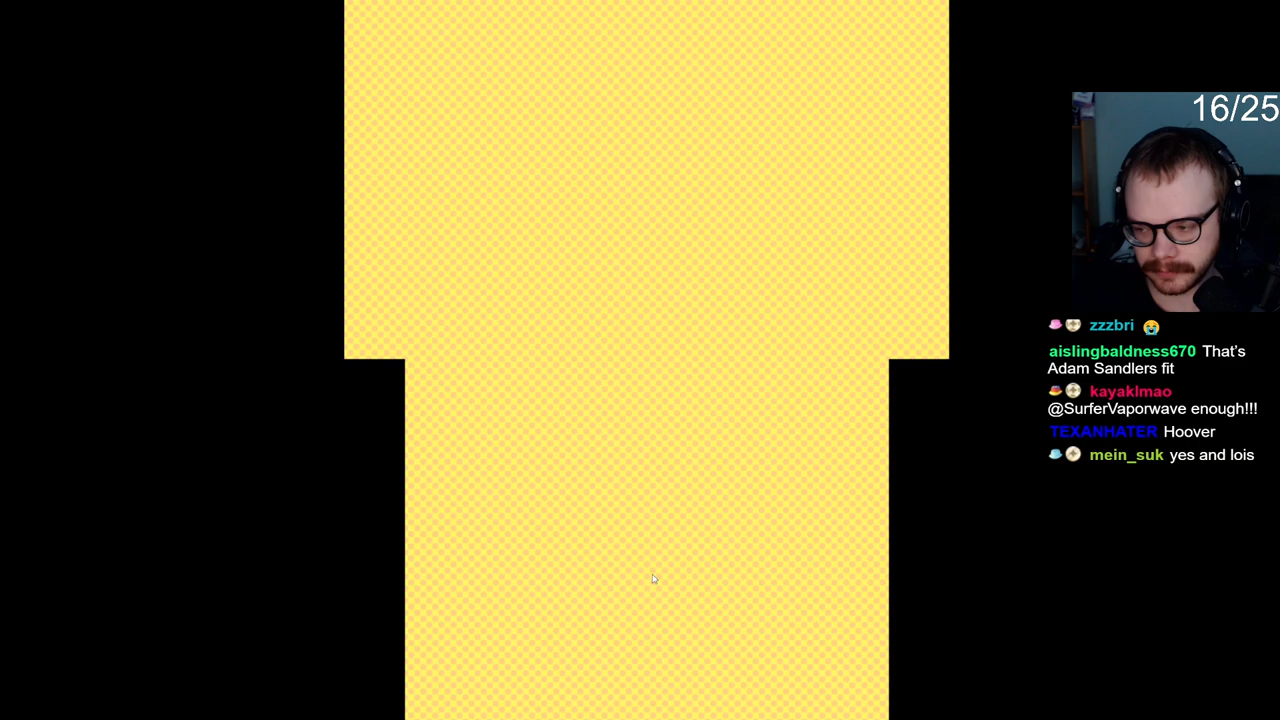 16/25
zzzbri
aislingbaldness670 That's
Adam Sandlers fit
kayaklmao
@SurferVaporwave enough!!!
TEXANHATER Hoover
mein_suk yes and lois